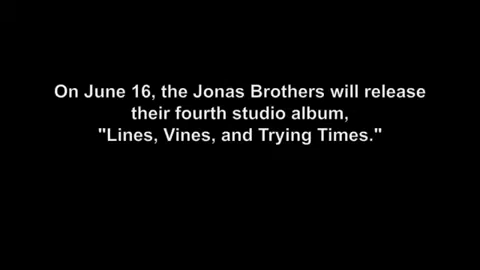 On June 16, the Jonas Brothers will release
their fourth studio album,
"Lines, Vines, and Trying Times."